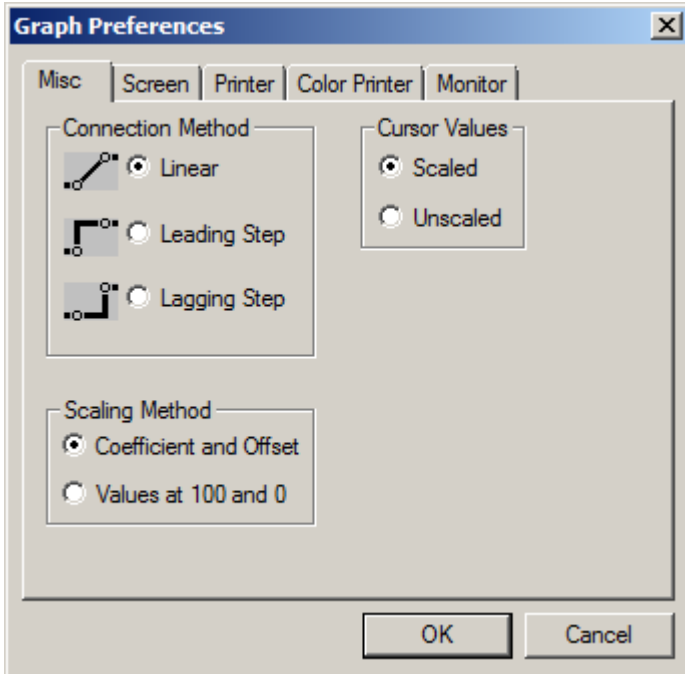 Graph Preferences
Misc Screen Printer Color Printer Monitor
Connection Method
Linear
Leading Step
Lagging Step
Cursor Values
Scaled
Unscaled
Scaling Method
Coefficient and Offset
Values at 100 and 0
OK Cancel